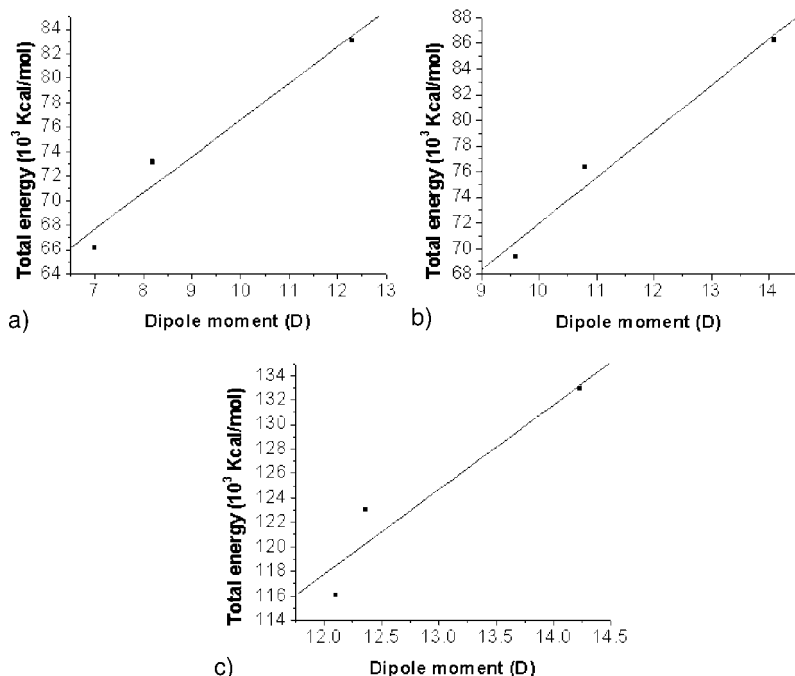 Total energy (10³ Kcal/mol)
84
82
80
78
76
74
72
70
68
66
64
7 8 9 10 11 12 13
Dipole moment (D)
a)
Total energy (10³ Kcal/mol)
88
86
84
82
80
78
76
74
72
70
68
9 10 11 12 13 14
Dipole moment (D)
b)
Total energy (10³ Kcal/mol)
134
132
130
128
126
124
122
120
118
116
114
12.0 12.5 13.0 13.5 14.0 14.5
Dipole moment (D)
c)